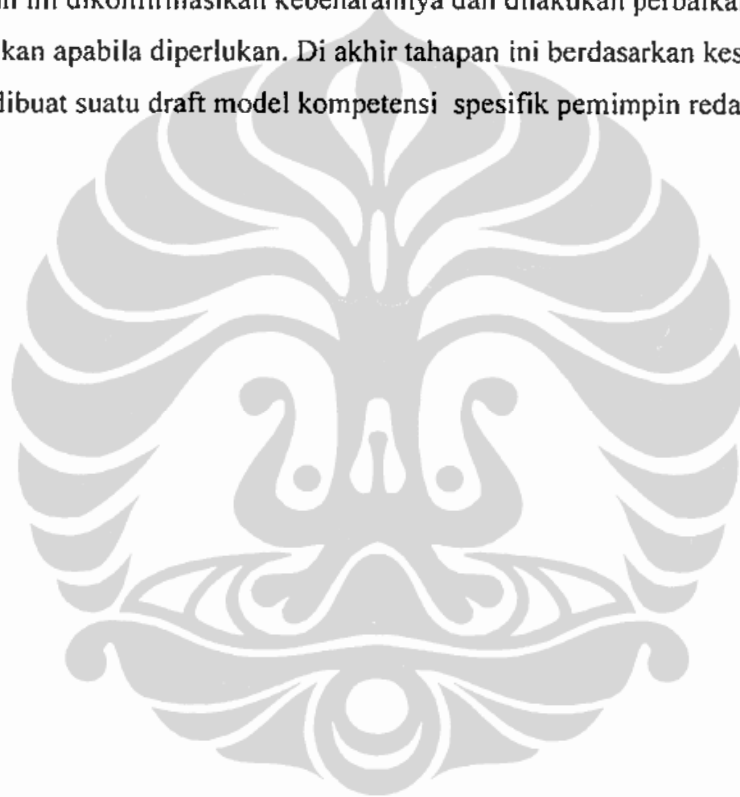 ini dikonfirmasikan kebenarannya dan dilakukan
kan apabila diperlukan. Di akhir tahapan ini berdasarkan kes
dibuat suatu draft model kompetensi spesifik pemimpin reda